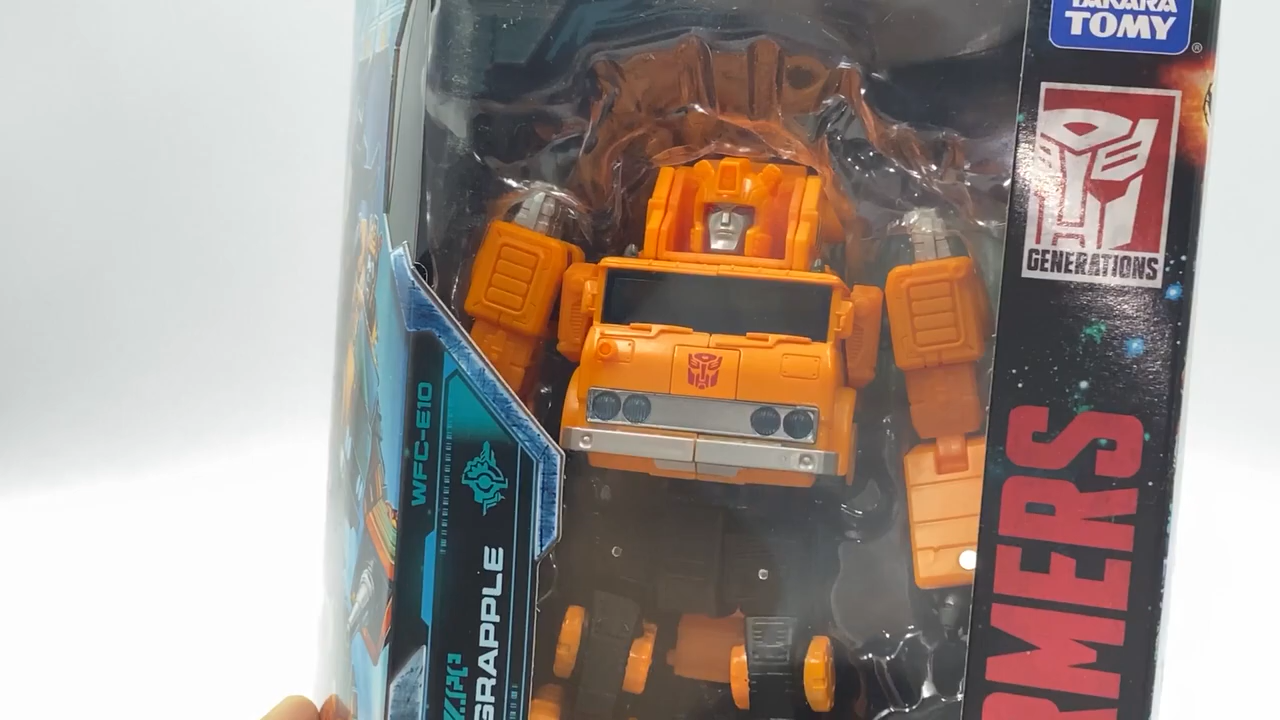 TAKARA
TOMY
®
GENERATIONS
RMERS
WFC-E10
GRAPPLE